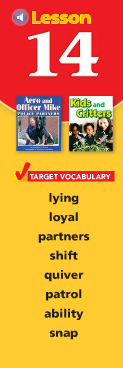 Lesson
14
Aero and
Officer Mike
POLICE PARTNERS
Kids and
Critters
TARGET VOCABULARY
lying
loyal
partners
shift
quiver
patrol
ability
snap